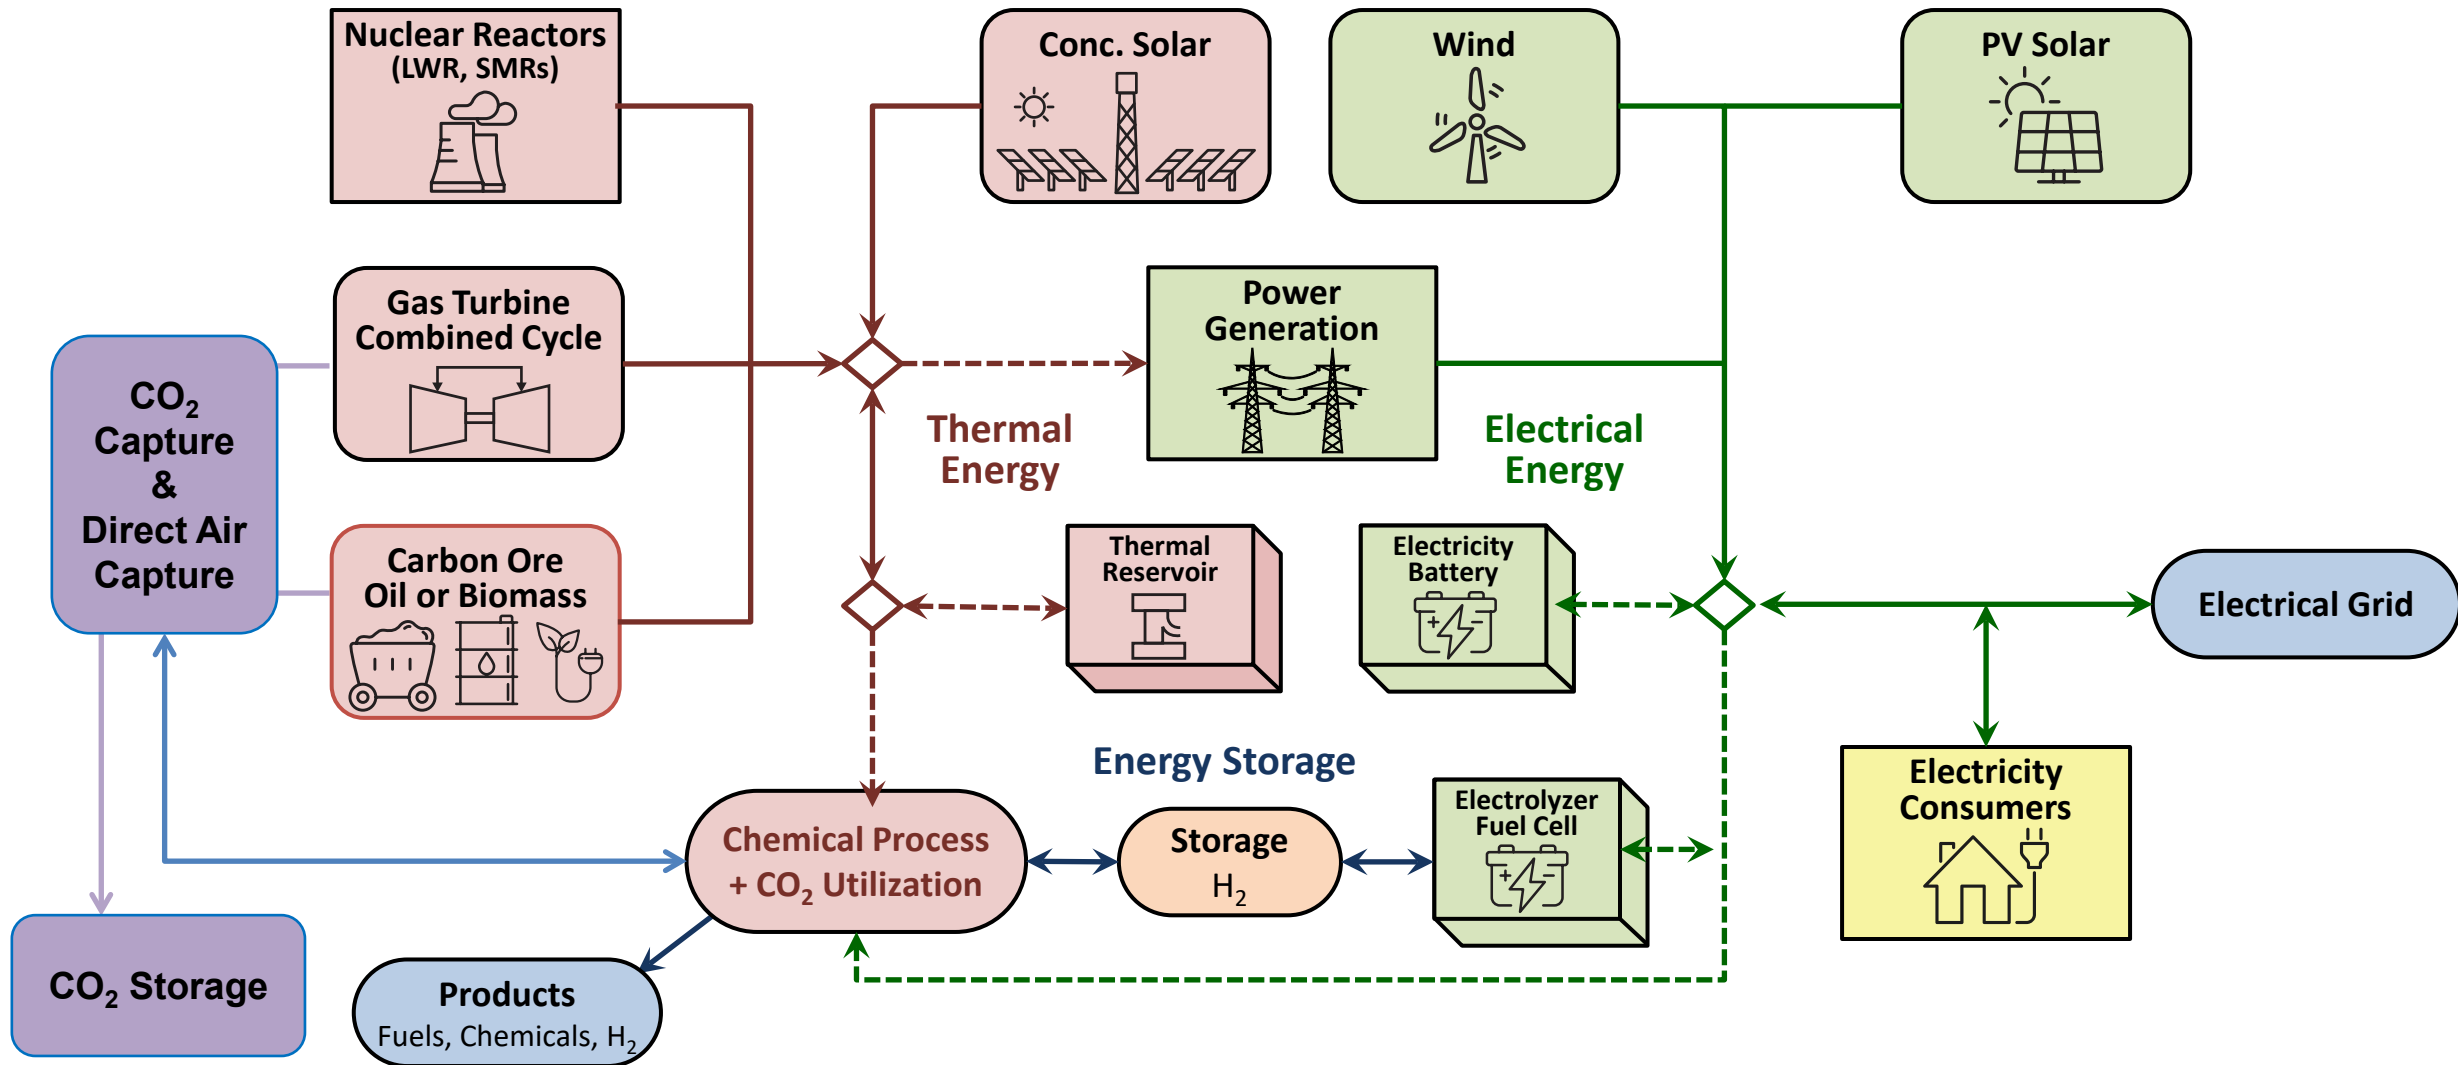 Nuclear Reactors
(LWR, SMRs)
Conc. Solar
Wind
PV Solar
Gas Turbine
Combined Cycle
Power
Generation
CO₂
Capture
&
Direct Air
Capture
Thermal
Energy
Electrical
Energy
Carbon Ore
Oil or Biomass
Thermal
Reservoir
Electricity
Battery
Electrical Grid
Energy Storage
Electricity
Consumers
Chemical Process
+ CO₂ Utilization
Storage
H₂
Electrolyzer
Fuel Cell
CO₂ Storage
Products
Fuels, Chemicals, H₂